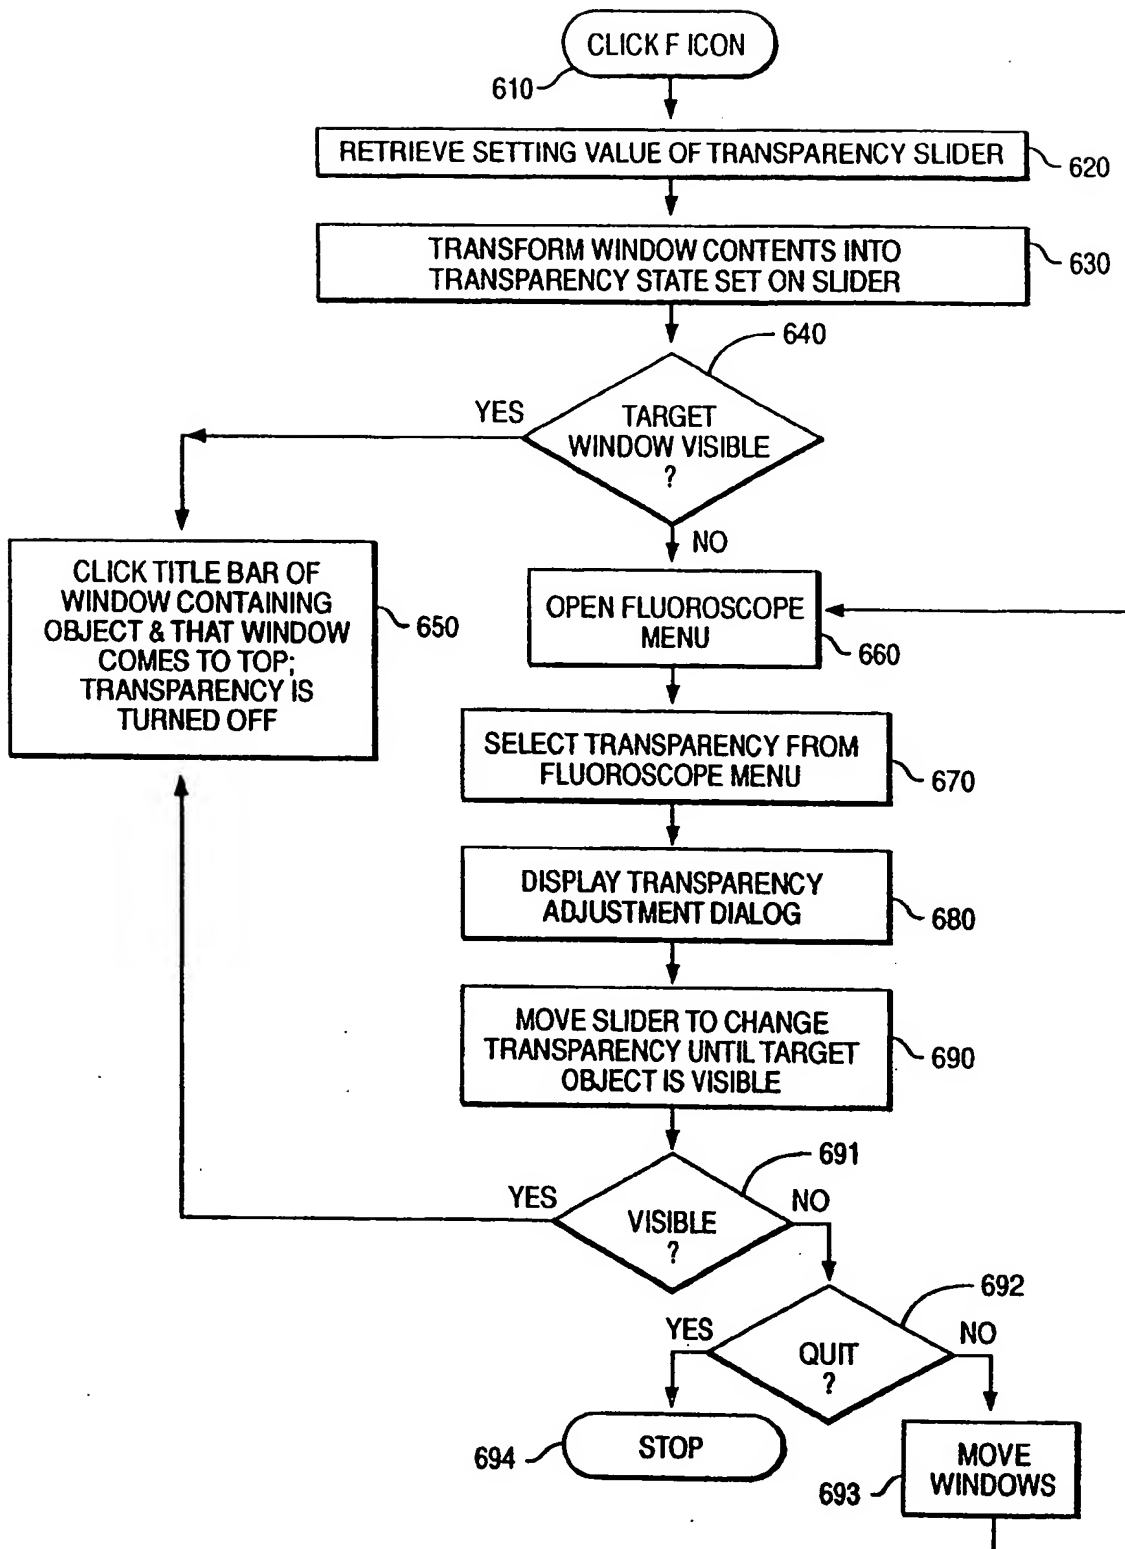 CLICK F ICON
610
RETRIEVE SETTING VALUE OF TRANSPARENCY SLIDER
620
TRANSFORM WINDOW CONTENTS INTO
TRANSPARENCY STATE SET ON SLIDER
630
640
YES
TARGET
WINDOW VISIBLE
?
NO
CLICK TITLE BAR OF
WINDOW CONTAINING
OBJECT & THAT WINDOW
COMES TO TOP;
TRANSPARENCY IS
TURNED OFF
650
OPEN FLUOROSCOPE
MENU
660
SELECT TRANSPARENCY FROM
FLUOROSCOPE MENU
670
DISPLAY TRANSPARENCY
ADJUSTMENT DIALOG
680
MOVE SLIDER TO CHANGE
TRANSPARENCY UNTIL TARGET
OBJECT IS VISIBLE
690
691
YES
VISIBLE
?
NO
692
YES
QUIT
?
NO
694
STOP
693
MOVE
WINDOWS